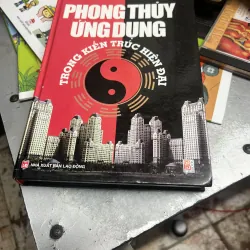 PHONG THỦY
ỨNG DỤNG
TRONG KIẾN TRÚC HIỆN ĐẠI
NHÀ XUẤT BẢN LAO ĐỘNG